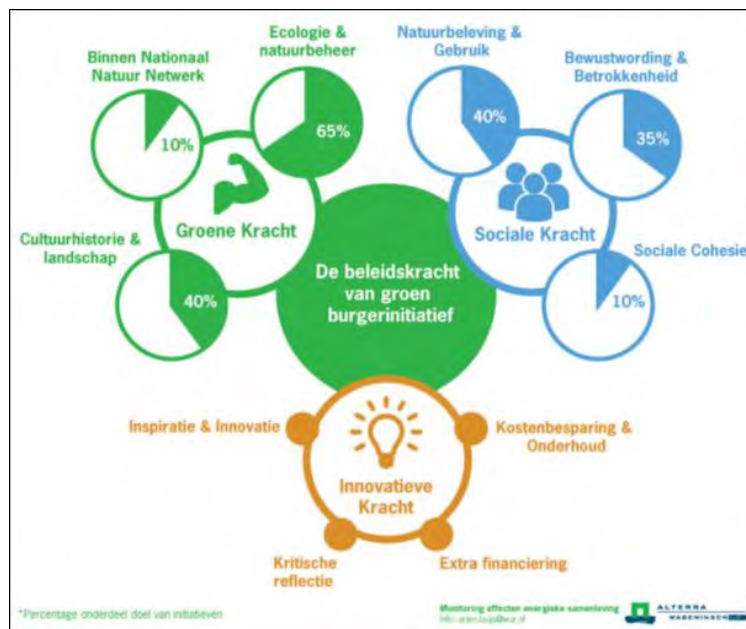 Ecologie &
natuurbeheer
Binnen Nationaal
Natuur Netwerk
65%
10%
Groene Kracht
Cultuurhistorie &
landschap
40%
Natuurbeleving &
Gebruik
Bewustwording &
Betrokkenheid
40%
35%
Sociale Kracht
Sociale Cohesie
10%
De beleidskracht
van groen
burgerinitiatief
Inspiratie & Innovatie
Kostenbesparing &
Onderhoud
Innovatieve
Kracht
Kritische
reflectie
Extra financiering
*Percentage onderdeel doel van initiatieven
Monitoring effecten energieke samenleving
ALTERRA
WAGENINGEN